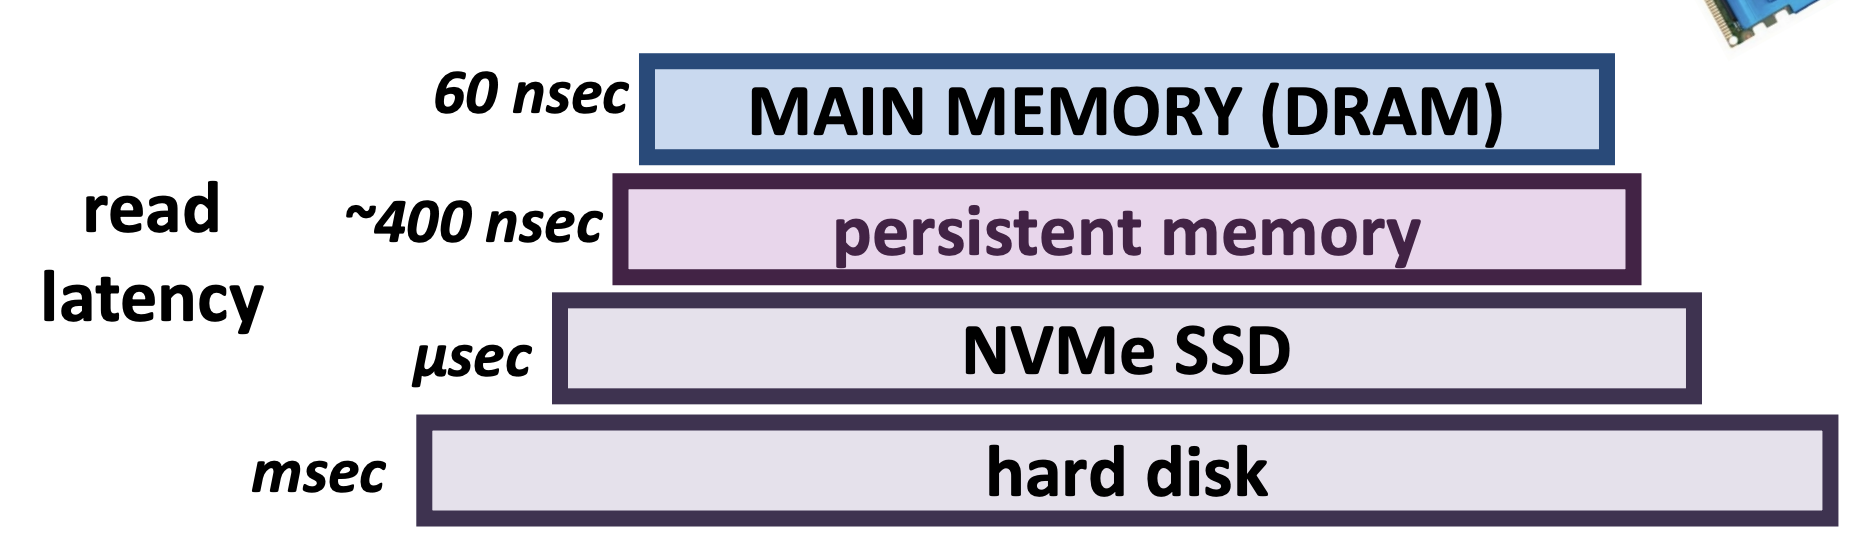 60 nsec MAIN MEMORY (DRAM)
read latency
~400 nsec persistent memory
µsec NVMe SSD
msec hard disk